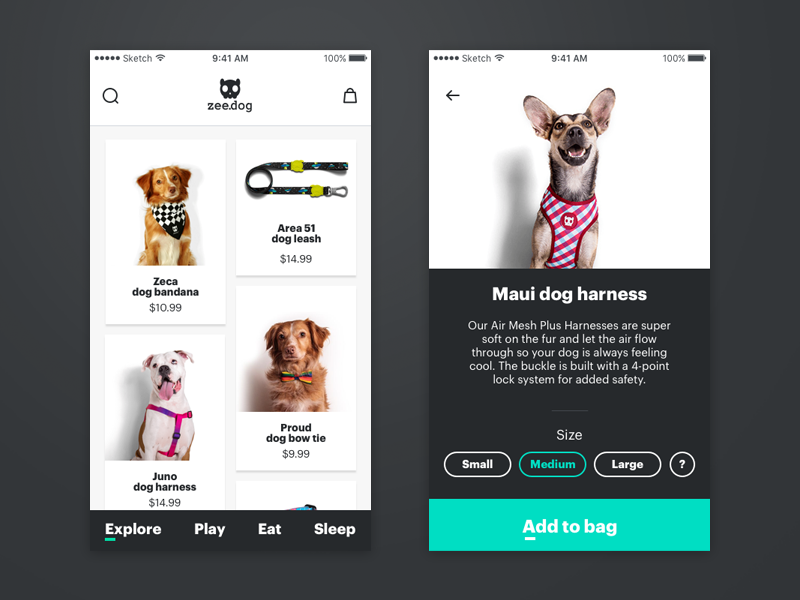 Sketch 9:41 AM 100%
zee.dog
Zeca
dog bandana
$10.99
Area 51
dog leash
$14.99
Juno
dog harness
$14.99
Proud
dog bow tie
$9.99
Explore Play Eat Sleep
Sketch 9:41 AM 100%
Maui dog harness
Our Air Mesh Plus Harnesses are super
soft on the fur and let the air flow
through so your dog is always feeling
cool. The buckle is built with a 4-point
lock system for added safety.
Size
Small Medium Large ?
Add to bag